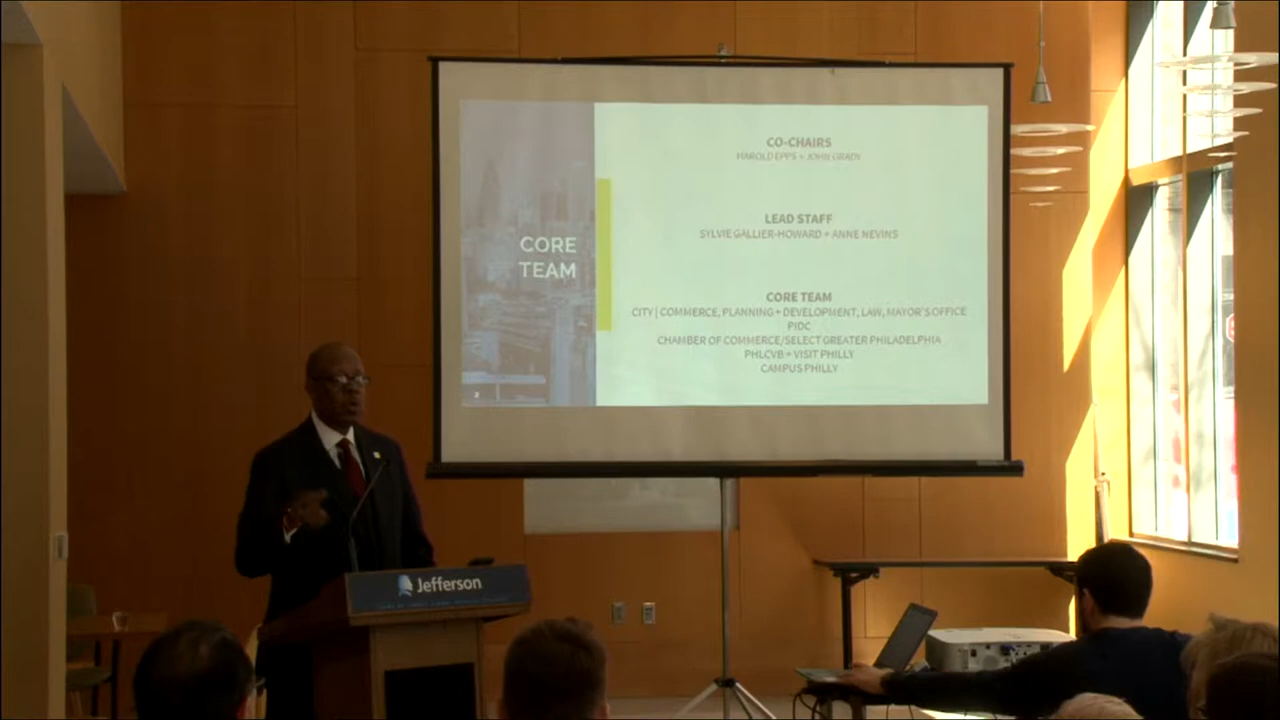 CO-CHAIRS
HAROLD EPPS + JOHN GRADY
LEAD STAFF
SYLVIE GALLIER-HOWARD + ANNE NEVINS
CORE
TEAM
CORE TEAM
CITY | COMMERCE, PLANNING + DEVELOPMENT, LAW, MAYOR'S OFFICE
PIDC
CHAMBER OF COMMERCE/SELECT GREATER PHILADELPHIA
PHLCVB + VISIT PHILLY
CAMPUS PHILLY
Jefferson